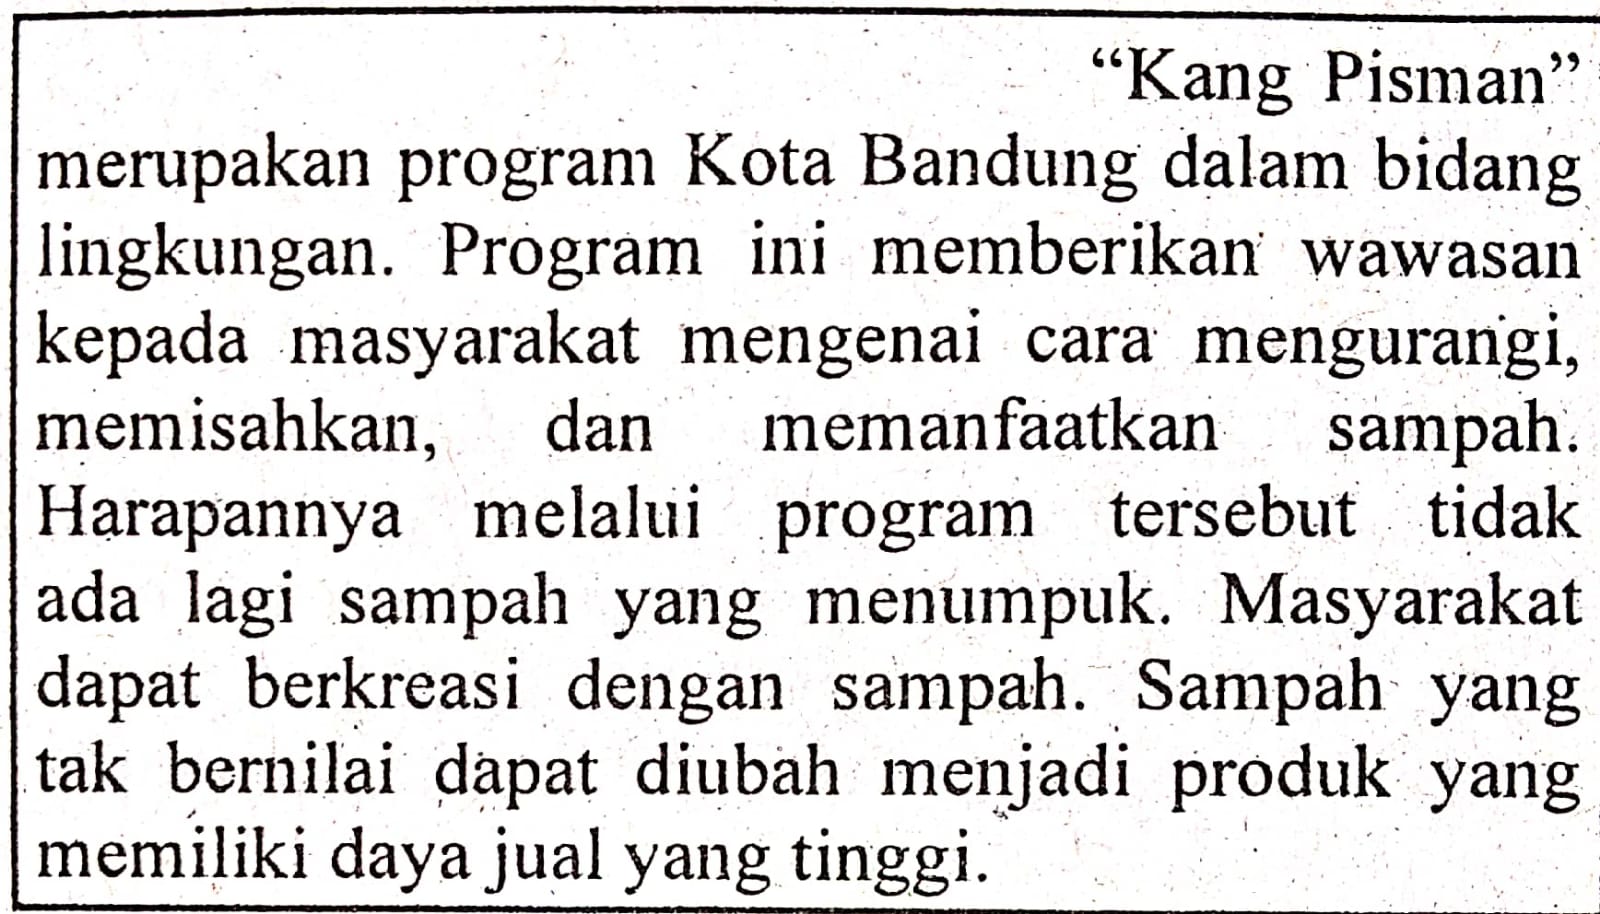 “Kang Pisman”
merupakan program Kota Bandung dalam bidang
lingkungan. Program ini memberikan wawasan
kepada masyarakat mengenai cara mengurangi,
memisahkan, dan memanfaatkan sampah.
Harapannya melalui program tersebut tidak
ada lagi sampah yang menumpuk. Masyarakat
dapat berkreasi dengan sampah. Sampah yang
tak bernilai dapat diubah menjadi produk yang
memiliki daya jual yang tinggi.